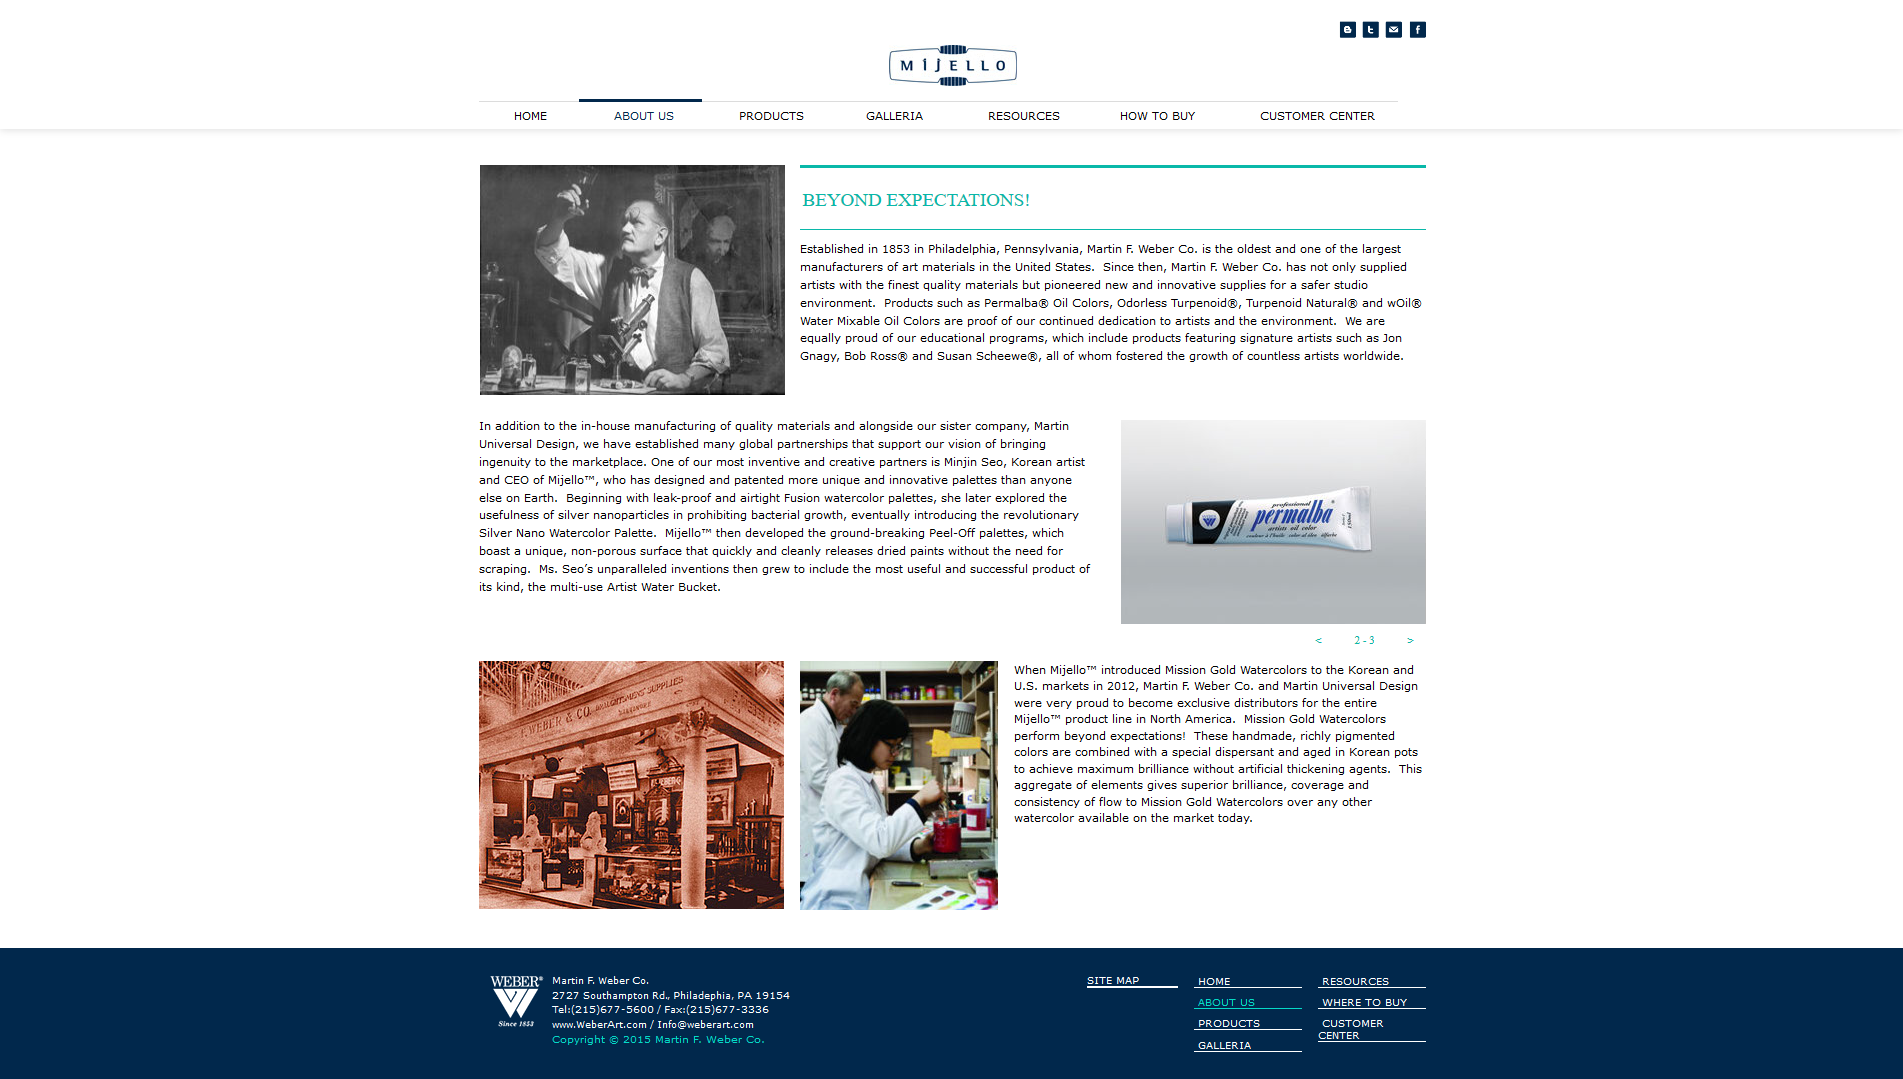 MiJELLO
HOME
ABOUT US
PRODUCTS
GALLERIA
RESOURCES
HOW TO BUY
CUSTOMER CENTER
BEYOND EXPECTATIONS!
Established in 1853 in Philadelphia, Pennsylvania, Martin F. Weber Co. is the oldest and one of the largest
manufacturers of art materials in the United States.  Since then, Martin F. Weber Co. has not only supplied
artists with the finest quality materials but pioneered new and innovative supplies for a safer studio
environment.  Products such as Permalba® Oil Colors, Odorless Turpenoid®, Turpenoid Natural® and wOil®
Water Mixable Oil Colors are proof of our continued dedication to artists and the environment.  We are
equally proud of our educational programs, which include products featuring signature artists such as Jon
Gnagy, Bob Ross® and Susan Scheewe®, all of whom fostered the growth of countless artists worldwide.
In addition to the in-house manufacturing of quality materials and alongside our sister company, Martin
Universal Design, we have established many global partnerships that support our vision of bringing
ingenuity to the marketplace. One of our most inventive and creative partners is Minjin Seo, Korean artist
and CEO of Mijello™, who has designed and patented more unique and innovative palettes than anyone
else on Earth.  Beginning with leak-proof and airtight Fusion watercolor palettes, she later explored the
usefulness of silver nanoparticles in prohibiting bacterial growth, eventually introducing the revolutionary
Silver Nano Watercolor Palette.  Mijello™ then developed the ground-breaking Peel-Off palettes, which
boast a unique, non-porous surface that quickly and cleanly releases dried paints without the need for
scraping.  Ms. Seo’s unparalleled inventions then grew to include the most useful and successful product of
its kind, the multi-use Artist Water Bucket.
WEBER
professional
permalba
artists oil color
150ml
< 2 - 3 >
F. WEBER & CO. DRAUGHTSMENS' SUPPLIES
When Mijello™ introduced Mission Gold Watercolors to the Korean and
U.S. markets in 2012, Martin F. Weber Co. and Martin Universal Design
were very proud to become exclusive distributors for the entire
Mijello™ product line in North America.  Mission Gold Watercolors
perform beyond expectations!  These handmade, richly pigmented
colors are combined with a special dispersant and aged in Korean pots
to achieve maximum brilliance without artificial thickening agents.  This
aggregate of elements gives superior brilliance, coverage and
consistency of flow to Mission Gold Watercolors over any other
watercolor available on the market today.
WEBER®
Since 1853
Martin F. Weber Co.
2727 Southampton Rd., Philadephia, PA 19154
Tel:(215)677-5600 / Fax:(215)677-3336
www.WeberArt.com / Info@weberart.com
Copyright © 2015 Martin F. Weber Co.
SITE MAP
HOME
ABOUT US
PRODUCTS
GALLERIA
RESOURCES
WHERE TO BUY
CUSTOMER
CENTER